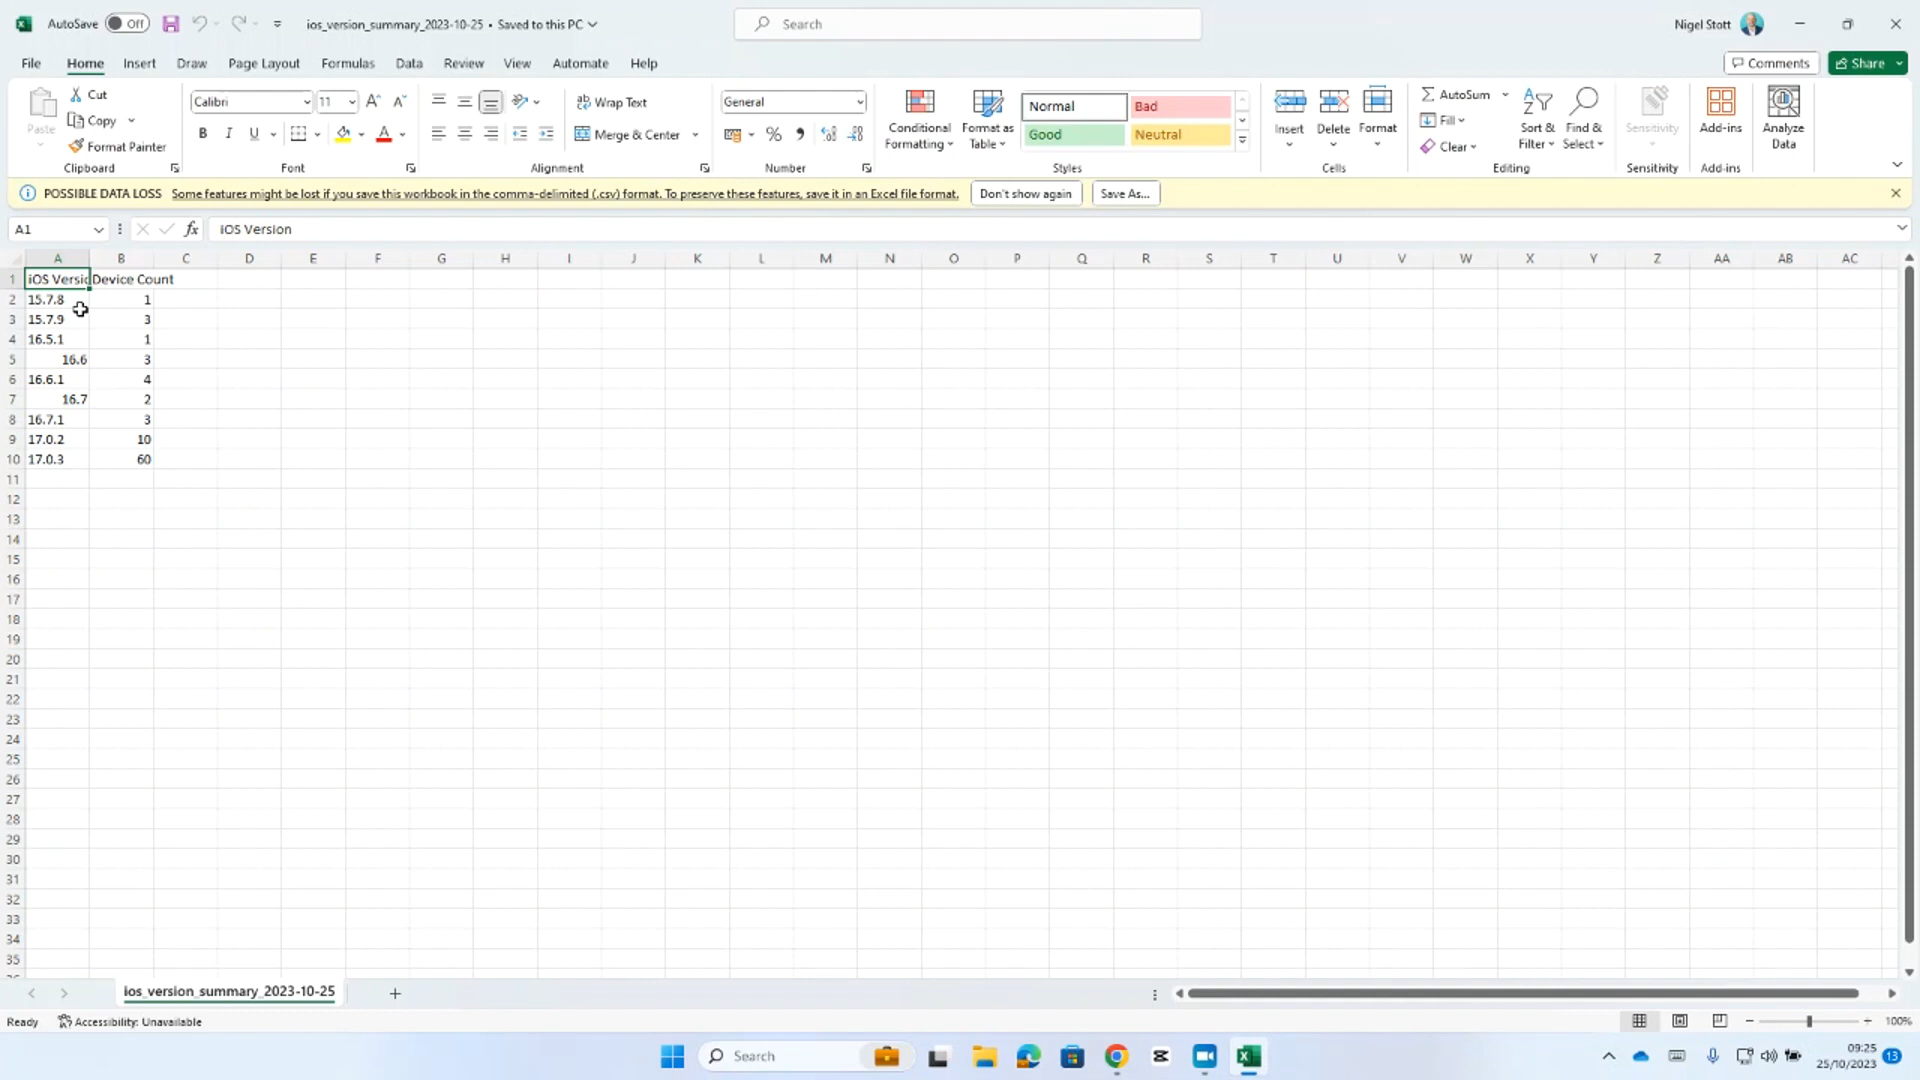 AutoSave Off ios_version_summary_2023-10-25 • Saved to this PC Search Nigel Stott
File Home Insert Draw Page Layout Formulas Data Review View Automate Help Comments Share
Paste Cut Copy Format Painter Clipboard
Calibri 11 B I U A Font
Wrap Text Merge & Center Alignment
General % Number
Conditional Formatting Format as Table Normal Bad Good Neutral Styles
Insert Delete Format Cells
AutoSum Fill Clear Sort & Filter Find & Select Editing
Sensitivity Sensitivity
Add-ins Add-ins
Analyze Data
POSSIBLE DATA LOSS Some features might be lost if you save this workbook in the comma-delimited (.csv) format. To preserve these features, save it in an Excel file format. Don't show again Save As...
A1 fx iOS Version
A B C D E F G H I J K L M N O P Q R S T U V W X Y Z AA AB AC
1 iOS Versic Device Count
2 15.7.8 1
3 15.7.9 3
4 16.5.1 1
5 16.6 3
6 16.6.1 4
7 16.7 2
8 16.7.1 3
9 17.0.2 10
10 17.0.3 60
11
12
13
14
15
16
17
18
19
20
21
22
23
24
25
26
27
28
29
30
31
32
33
34
35
ios_version_summary_2023-10-25
Ready Accessibility: Unavailable 100%
Search 09:25
25/10/2023 13